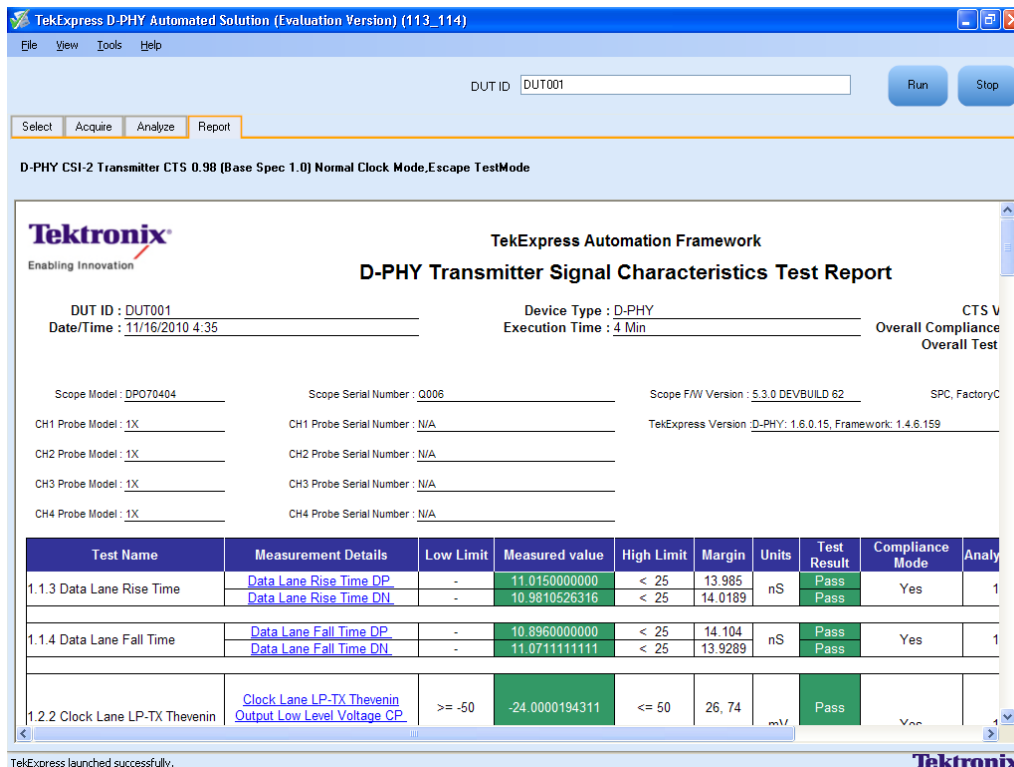 TekExpress D-PHY Automated Solution (Evaluation Version) (113_114)
File View Tools Help
DUT ID DUT001 Run Stop
Select Acquire Analyze Report
D-PHY CSI-2 Transmitter CTS 0.98 (Base Spec 1.0) Normal Clock Mode,Escape TestMode
Tektronix
Enabling Innovation
TekExpress Automation Framework
D-PHY Transmitter Signal Characteristics Test Report
DUT ID : DUT001 Device Type : D-PHY CTS V
Date/Time : 11/16/2010 4:35 Execution Time : 4 Min Overall Compliance
Overall Test
Scope Model : DPO70404 Scope Serial Number : Q006 Scope F/W Version : 5.3.0 DEVBUILD 62 SPC, FactoryC
CH1 Probe Model : 1X CH1 Probe Serial Number : N/A TekExpress Version :D-PHY: 1.6.0.15, Framework: 1.4.6.159
CH2 Probe Model : 1X CH2 Probe Serial Number : N/A
CH3 Probe Model : 1X CH3 Probe Serial Number : N/A
CH4 Probe Model : 1X CH4 Probe Serial Number : N/A
Test Name Measurement Details Low Limit Measured value High Limit Margin Units Test Result Compliance Mode Analy
1.1.3 Data Lane Rise Time Data Lane Rise Time DP - 11.0150000000 < 25 13.985 nS Pass Yes 1
Data Lane Rise Time DN - 10.9810526316 < 25 14.0189 Pass
1.1.4 Data Lane Fall Time Data Lane Fall Time DP - 10.8960000000 < 25 14.104 nS Pass Yes 1
Data Lane Fall Time DN - 11.0711111111 < 25 13.9289 Pass
1.2.2 Clock Lane LP-TX Thevenin Clock Lane LP-TX Thevenin Output Low Level Voltage CP >= -50 -24.0000194311 <= 50 26, 74 mV Pass Yes 1
TekExpress launched successfully. Tektronix